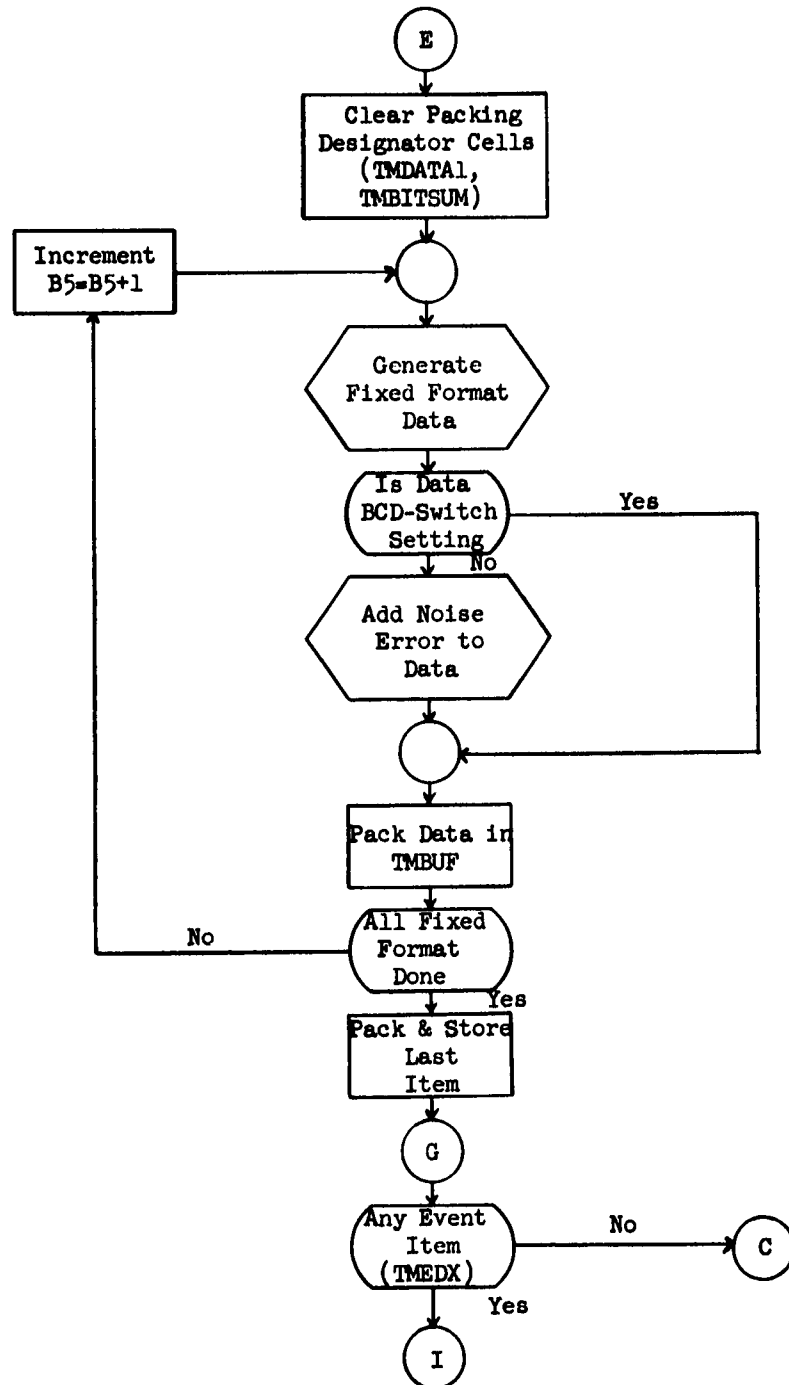 E
Clear Packing
Designator Cells
(TMDATA1,
TMBITSUM)
Increment
B5=B5+1
Generate
Fixed Format
Data
Is Data
BCD-Switch
Setting
Yes
No
Add Noise
Error to
Data
Pack Data in
TMBUF
All Fixed
Format
Done
No
Yes
Pack & Store
Last
Item
G
Any Event
Item
(TMEDX)
No
C
Yes
I